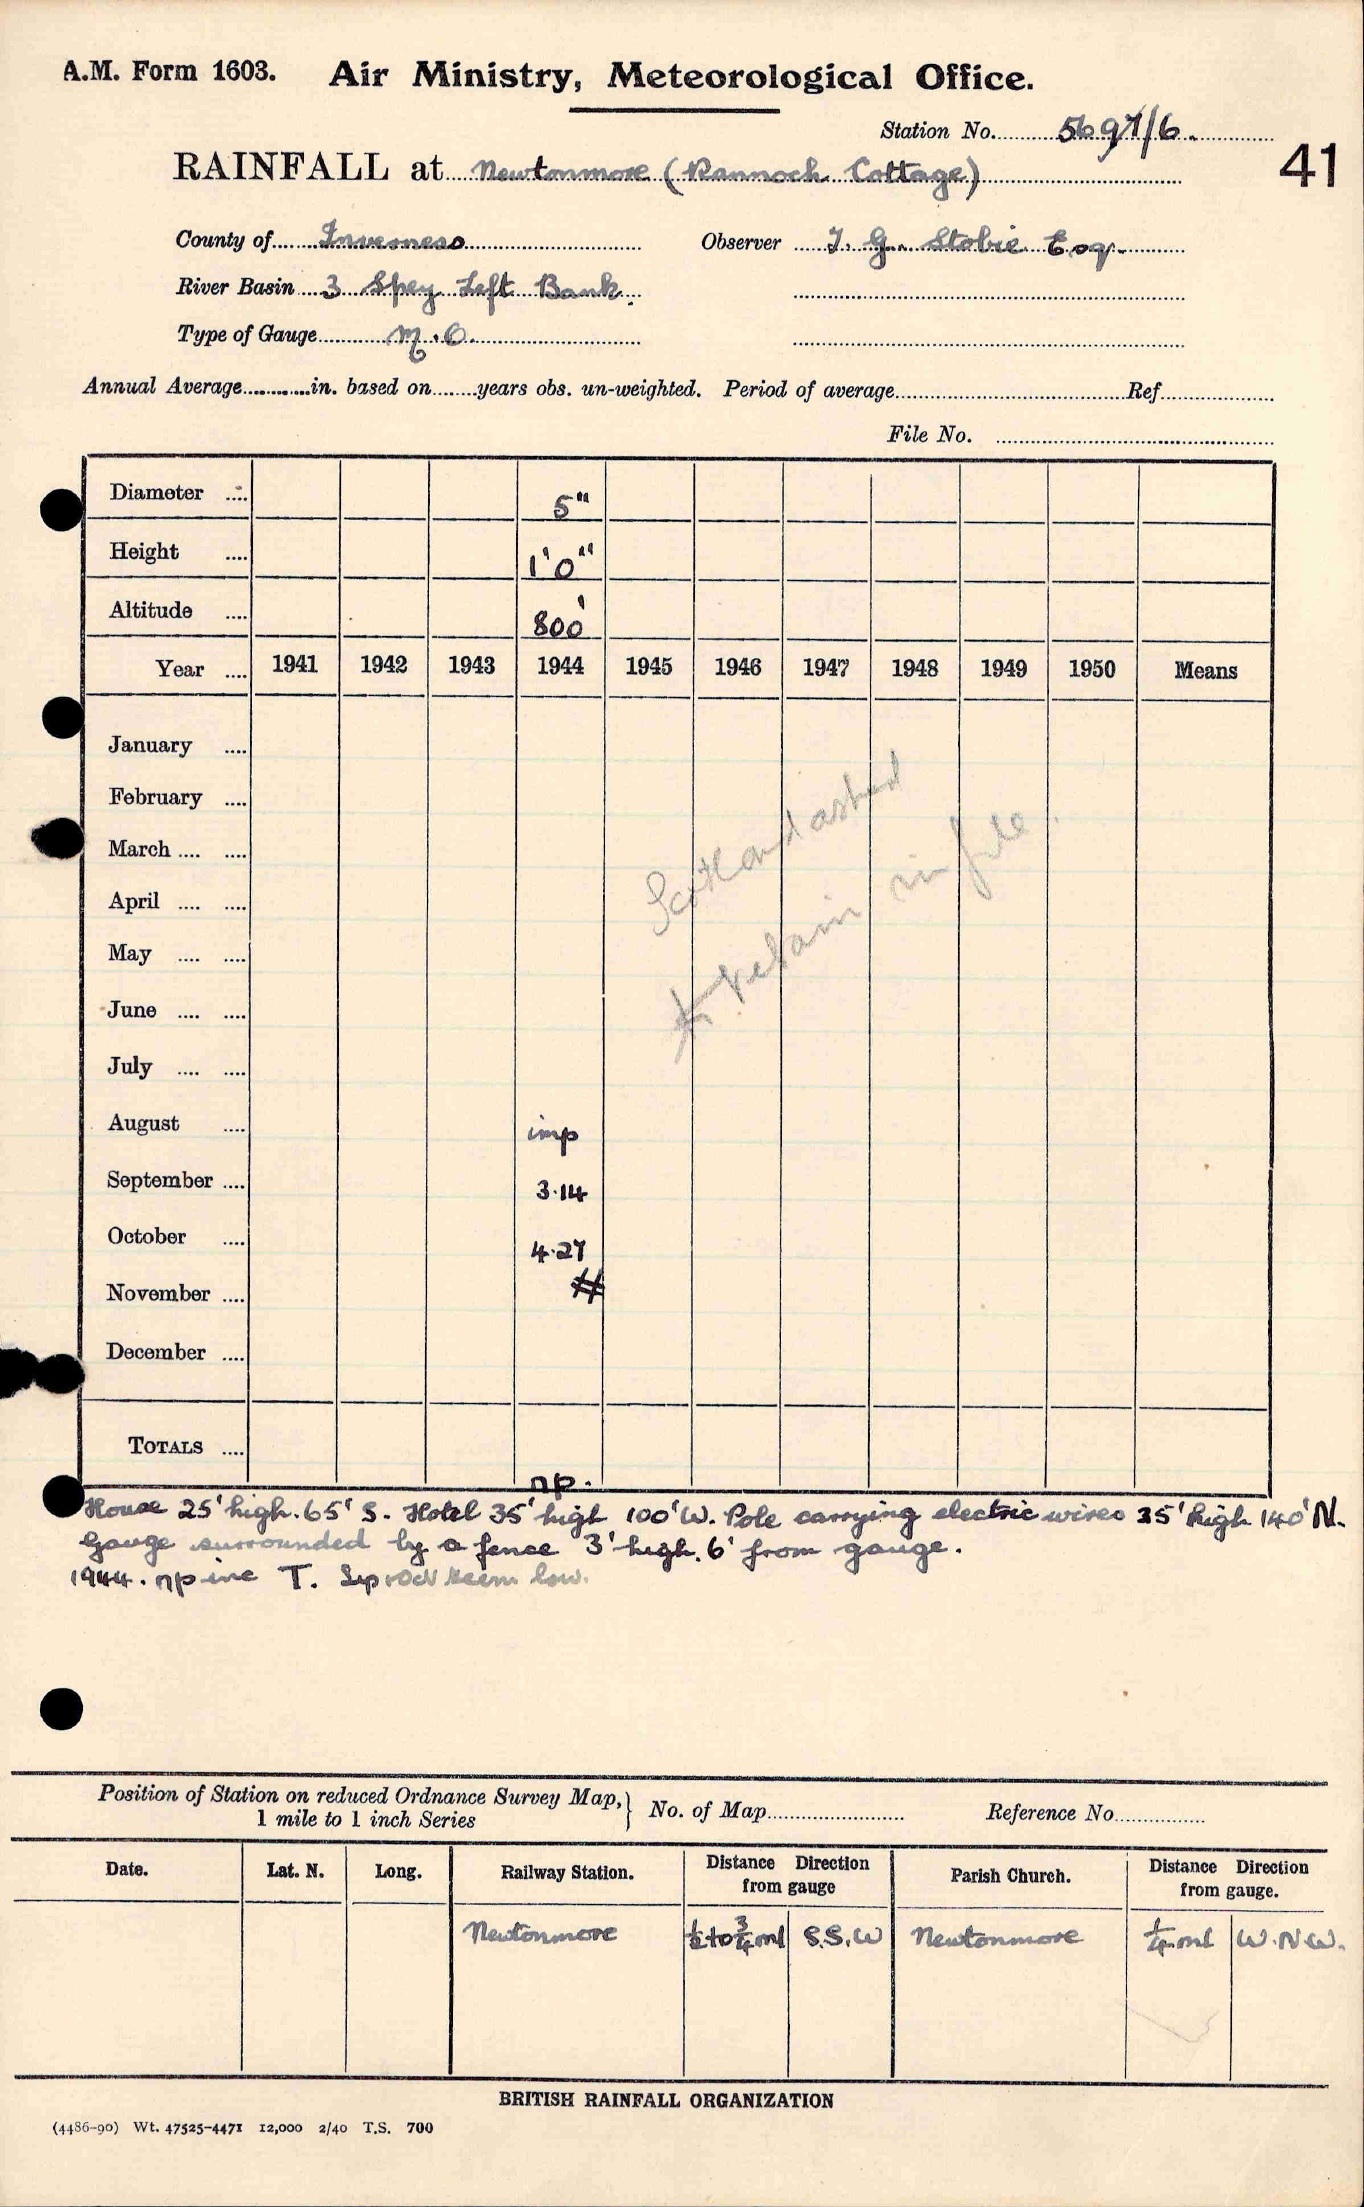 A.M. Form 1603. Air Ministry, Meteorological Office.
Station No. 5697/6.
41
RAINFALL at Newtonmore (Rannoch Cottage)
County of Inverness Observer T. G. Stobie Esq.
River Basin 3 Spey Left Bank.
Type of Gauge M.O.
Annual Average............in. based on........years obs. un-weighted. Period of average.......... Ref..........
File No. ..........
Diameter .... 5"
Height .... 1'0"
Altitude .... 800'
Year .... 1941 1942 1943 1944 1945 1946 1947 1948 1949 1950 Means
January ....
February ....
March .... ....
April .... ....
May .... ....
June .... ....
July .... ....
August .... imp
September .... 3.14
October .... 4.27
November .... #
December ....
Scotland asked
retain in file.
TOTALS .... np.
House 25' high. 65' S. Hotel 35' high 100' W. Pole carrying electric wires 35' high 140' N.
Gauge surrounded by a fence 3' high, 6' from gauge.
1944. np inc T. Sep + Oct seem low.
Position of Station on reduced Ordnance Survey Map, } No. of Map.......... Reference No..........
1 mile to 1 inch Series
Date. Lat. N. Long. Railway Station. Distance Direction from gauge Parish Church. Distance Direction from gauge.
Newtonmore ½ to ¾ ml S.S.W Newtonmore ¼ ml W.N.W.
BRITISH RAINFALL ORGANIZATION
(4486-90) Wt. 47525-4471 12,000 2/40 T.S. 700